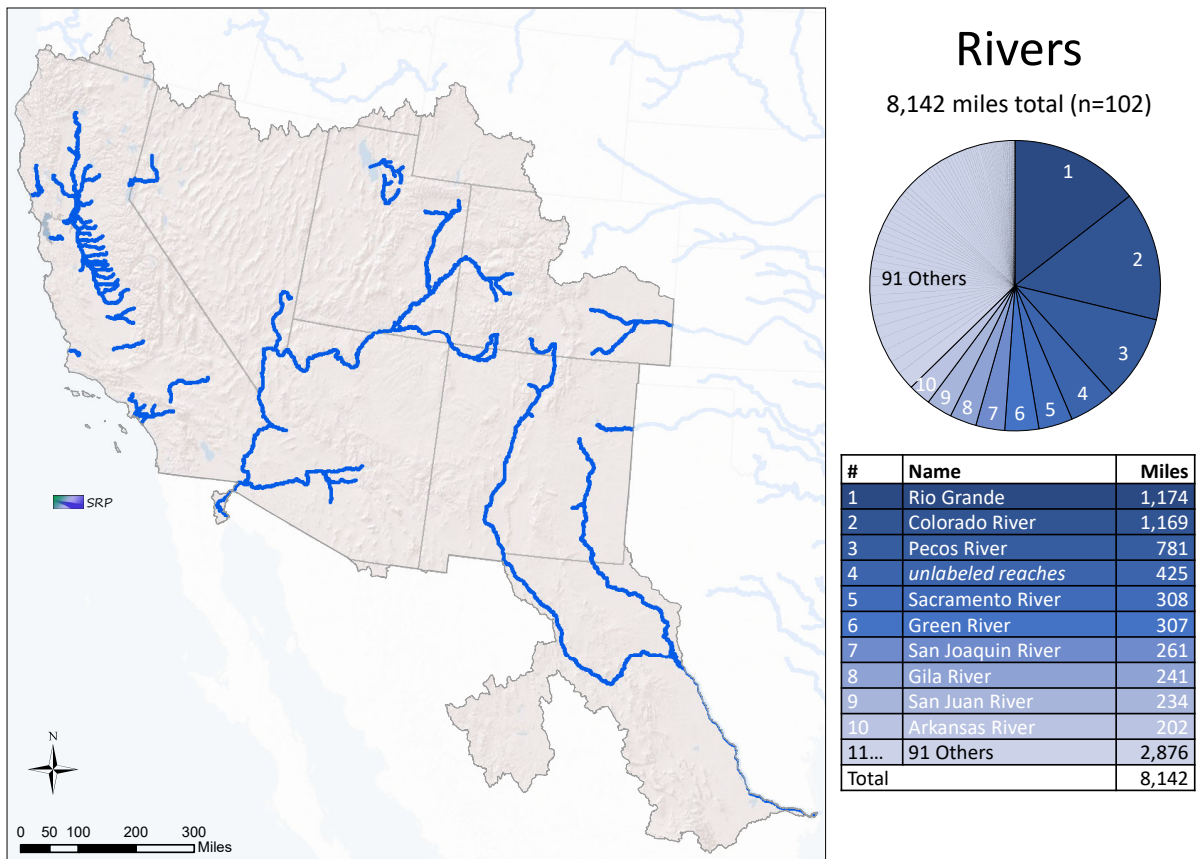 Rivers
8,142 miles total (n=102)
1
2
3
4
5
6
7
8
9
10
91 Others
# Name Miles
1 Rio Grande 1,174
2 Colorado River 1,169
3 Pecos River 781
4 unlabeled reaches 425
5 Sacramento River 308
6 Green River 307
7 San Joaquin River 261
8 Gila River 241
9 San Juan River 234
10 Arkansas River 202
11... 91 Others 2,876
Total 8,142
SRP
N
0 50 100 200 300
Miles